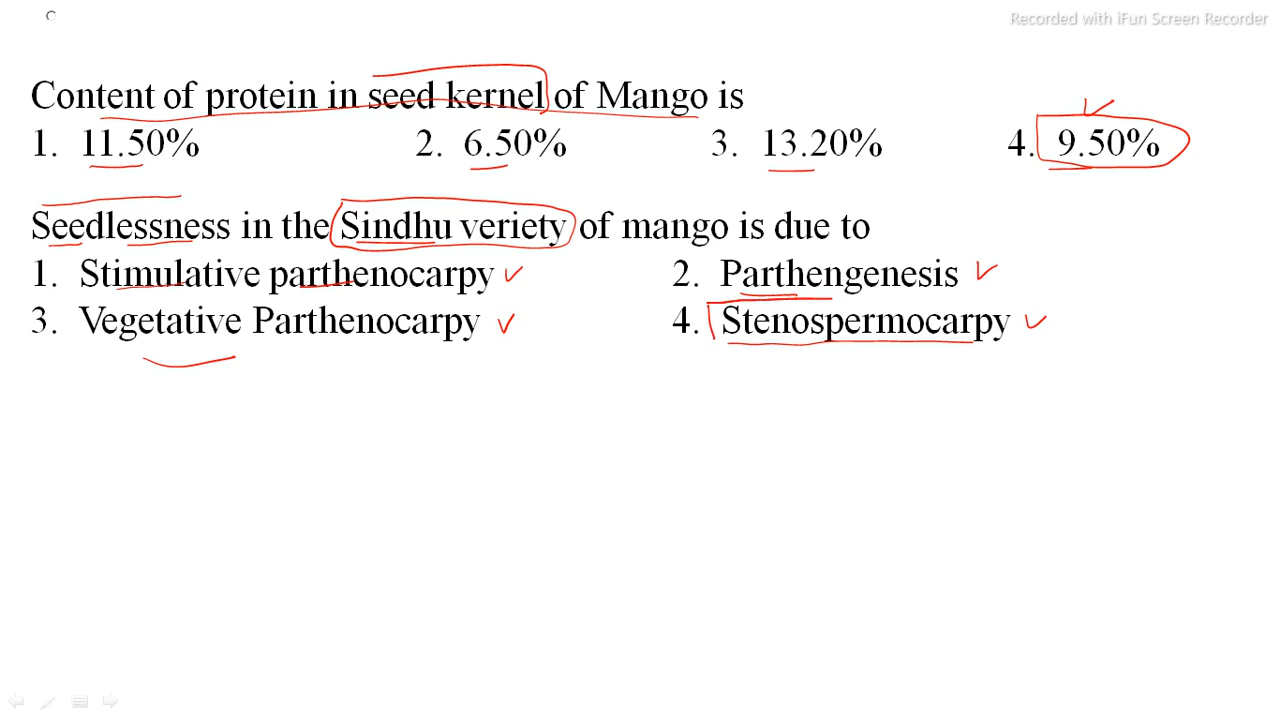 Recorded with iFun Screen Recorder
Content of protein in seed kernel of Mango is
1. 11.50% 2. 6.50% 3. 13.20% 4. 9.50%
Seedlessness in the Sindhu veriety of mango is due to
1. Stimulative parthenocarpy 2. Parthengenesis
3. Vegetative Parthenocarpy 4. Stenospermocarpy